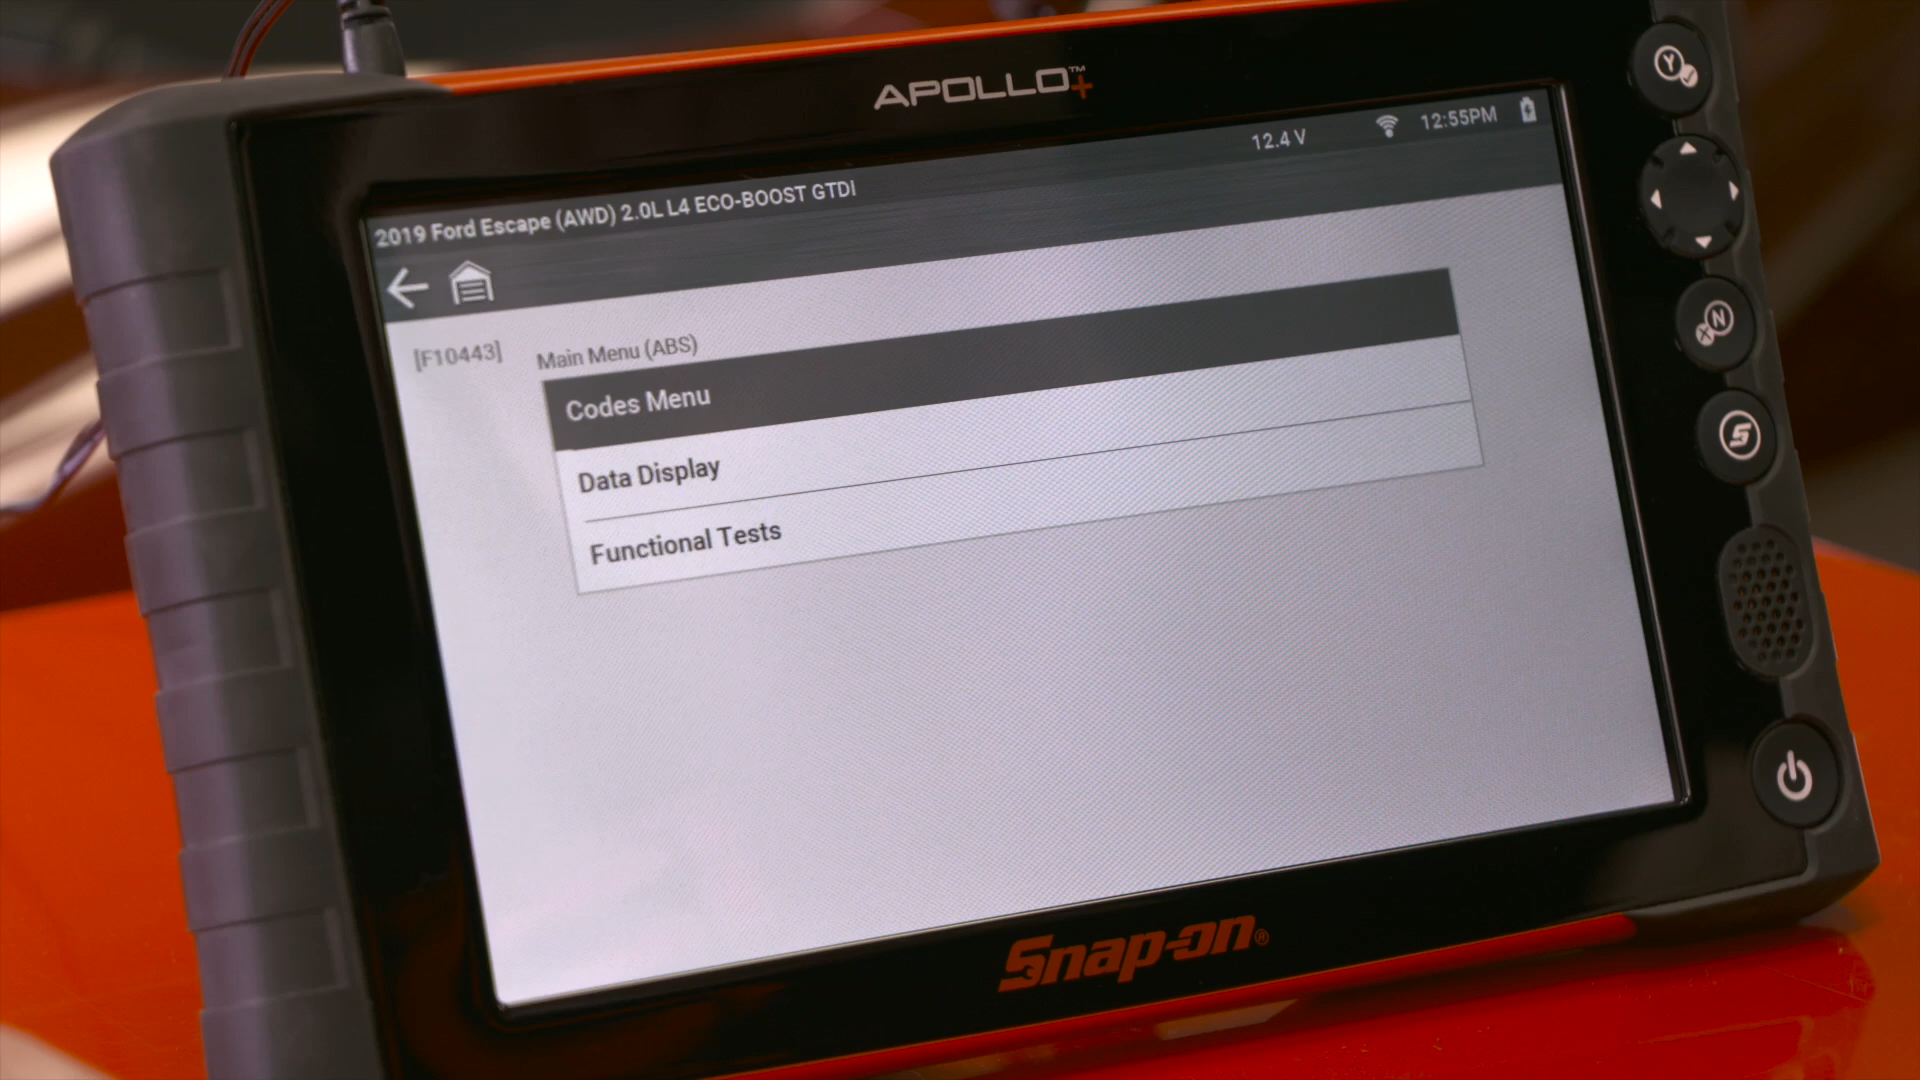 APOLLO+™
12.4 V
12:55PM
2019 Ford Escape (AWD) 2.0L L4 ECO-BOOST GTDI
[F10443]
Main Menu (ABS)
Codes Menu
Data Display
Functional Tests
Y
N
X
S
Snap-on®